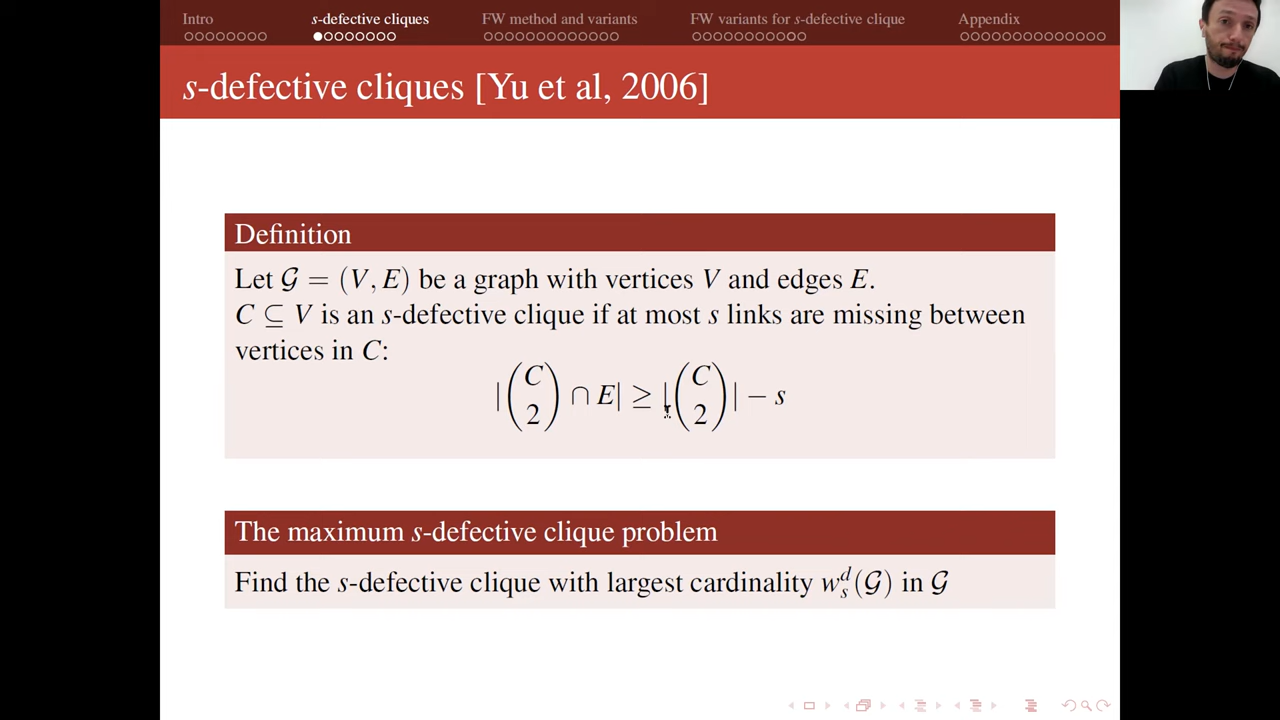 Intro
s-defective cliques
FW method and variants
FW variants for s-defective clique
Appendix
s-defective cliques [Yu et al, 2006]
Definition
Let 𝒢 = (V, E) be a graph with vertices V and edges E.
C ⊆ V is an s-defective clique if at most s links are missing between
vertices in C:
|(C 2) ∩ E| ≥ |(C 2)| − s
The maximum s-defective clique problem
Find the s-defective clique with largest cardinality w_s^d(𝒢) in 𝒢